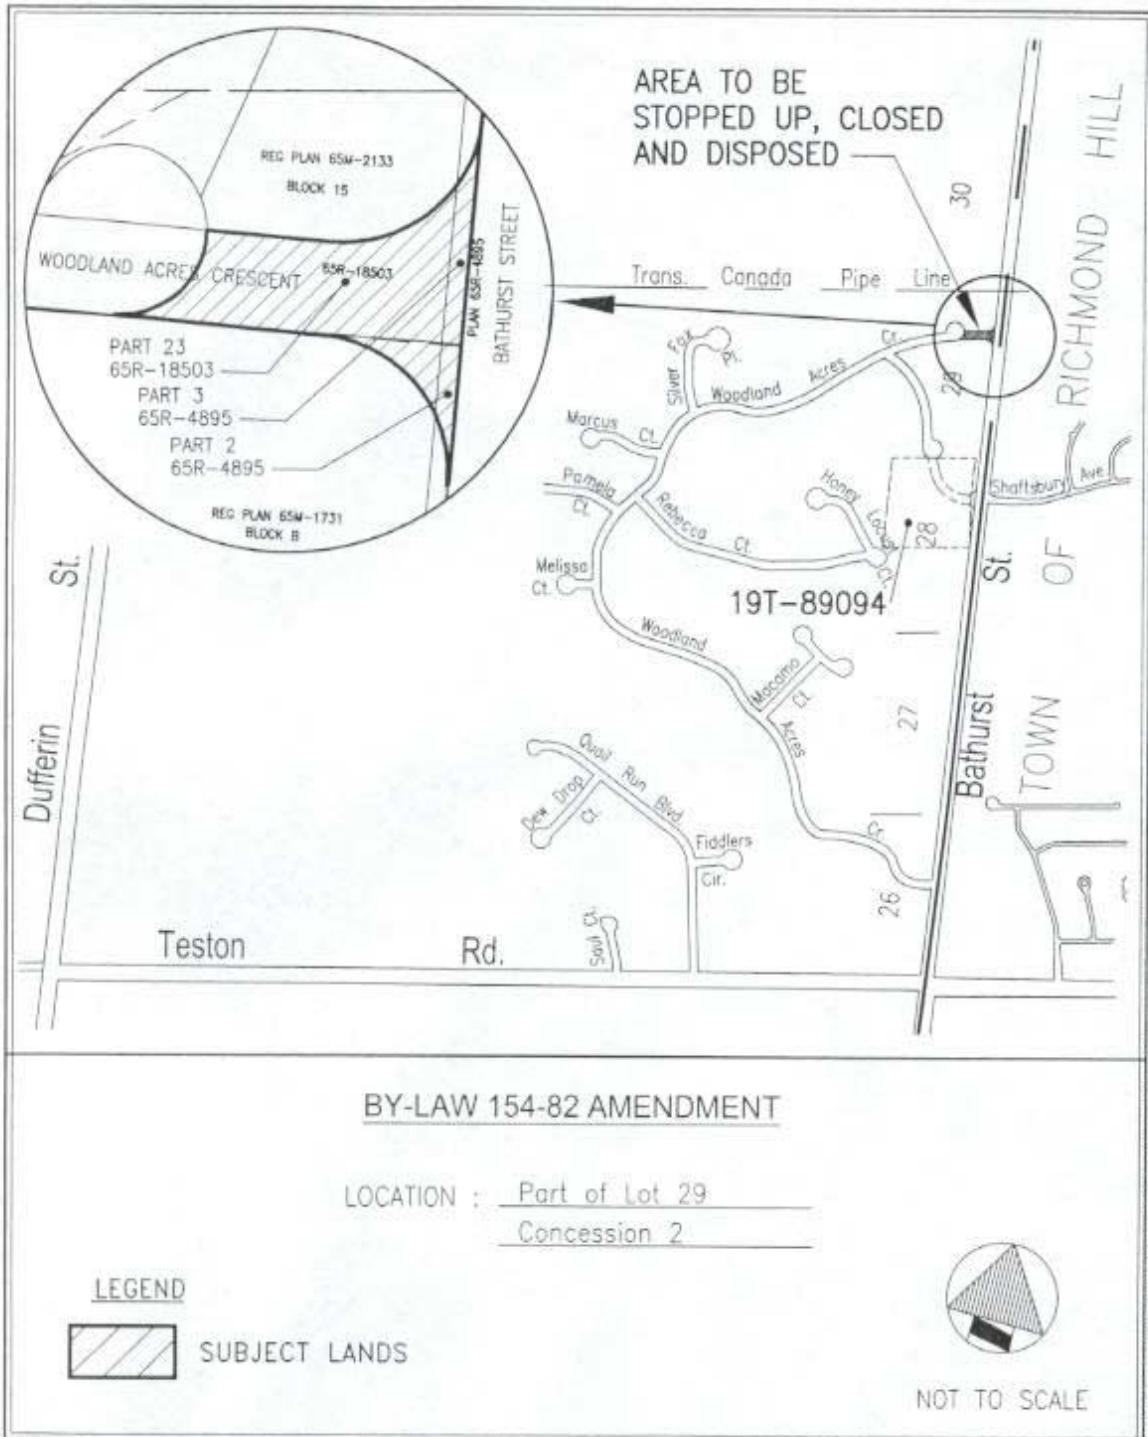 AREA TO BE
STOPPED UP, CLOSED
AND DISPOSED
REG PLAN 65M-2133
BLOCK 15
WOODLAND ACRES CRESCENT
65R-18503
PLAN 65R-4895
BATHURST STREET
PART 23
65R-18503
PART 3
65R-4895
PART 2
65R-4895
REG PLAN 65M-1731
BLOCK B
30
RICHMOND HILL
Trans. Canada Pipe Line
Silver Fox
Pl.
Woodland Acres Cr.
29
Marcus Ct.
Pamela
Ct.
Rebecca Ct.
Honey Locust
Ct.
28
Shaftsbury Ave.
Melissa
Ct.
19T-89094
OF
Woodland
Macamo
Ct.
Acres
Cr.
27
Bathurst St.
TOWN
Dufferin St.
Quail Run Blvd.
Dew Drop
Ct.
Fiddlers
Cir.
26
Saul Ct.
Teston Rd.
BY-LAW 154-82 AMENDMENT
LOCATION : Part of Lot 29
Concession 2
LEGEND
SUBJECT LANDS
NOT TO SCALE